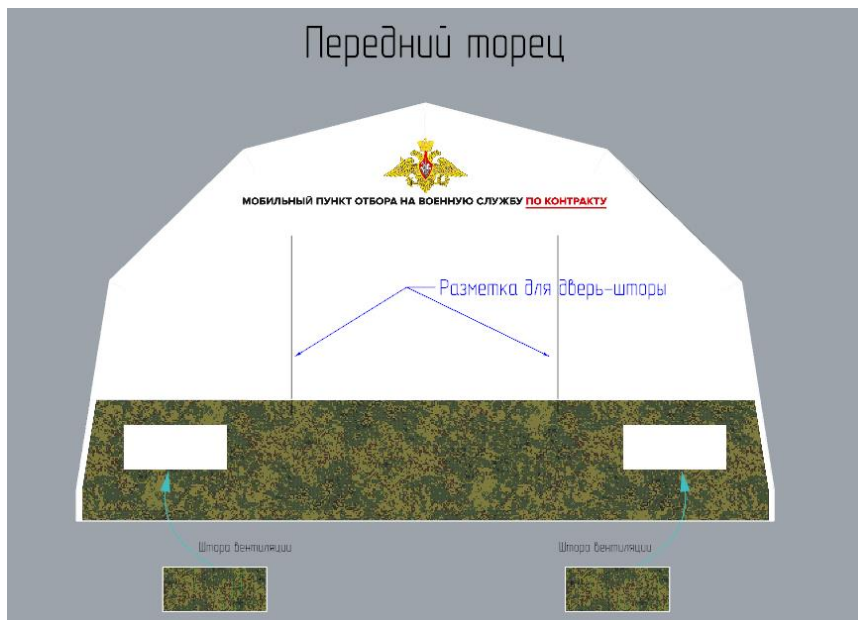 Передний торец
МОБИЛЬНЫЙ ПУНКТ ОТБОРА НА ВОЕННУЮ СЛУЖБУ ПО КОНТРАКТУ
Разметка для дверь-шторы
Штора вентиляции
Штора вентиляции